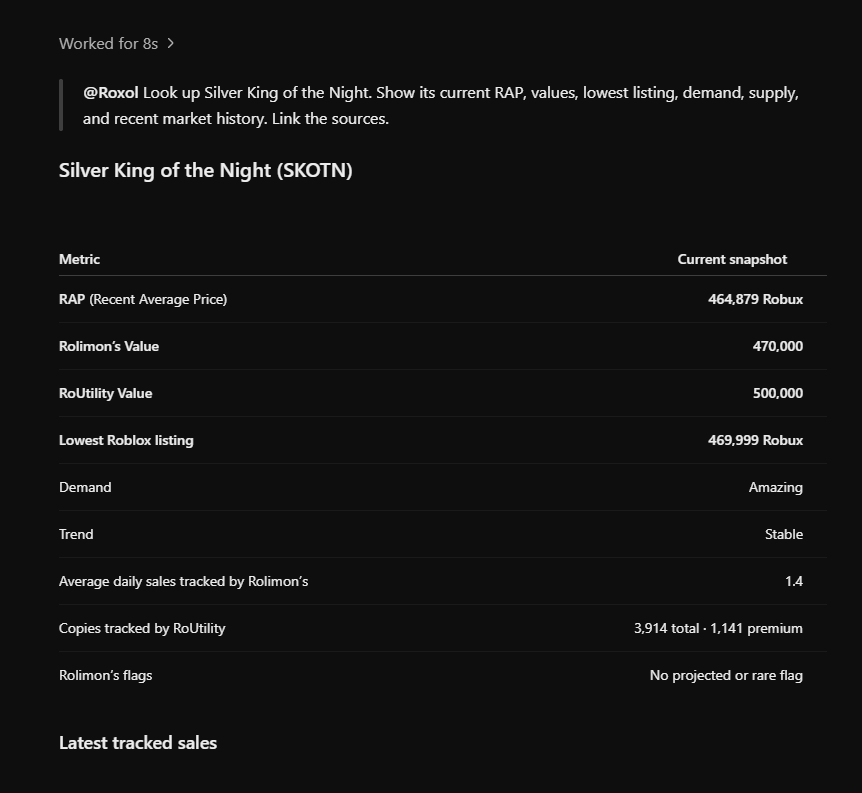 Worked for 8s >
@Roxol Look up Silver King of the Night. Show its current RAP, values, lowest listing, demand, supply,
and recent market history. Link the sources.
Silver King of the Night (SKOTN)
Metric Current snapshot
RAP (Recent Average Price) 464,879 Robux
Rolimon’s Value 470,000
RoUtility Value 500,000
Lowest Roblox listing 469,999 Robux
Demand Amazing
Trend Stable
Average daily sales tracked by Rolimon’s 1.4
Copies tracked by RoUtility 3,914 total · 1,141 premium
Rolimon’s flags No projected or rare flag
Latest tracked sales